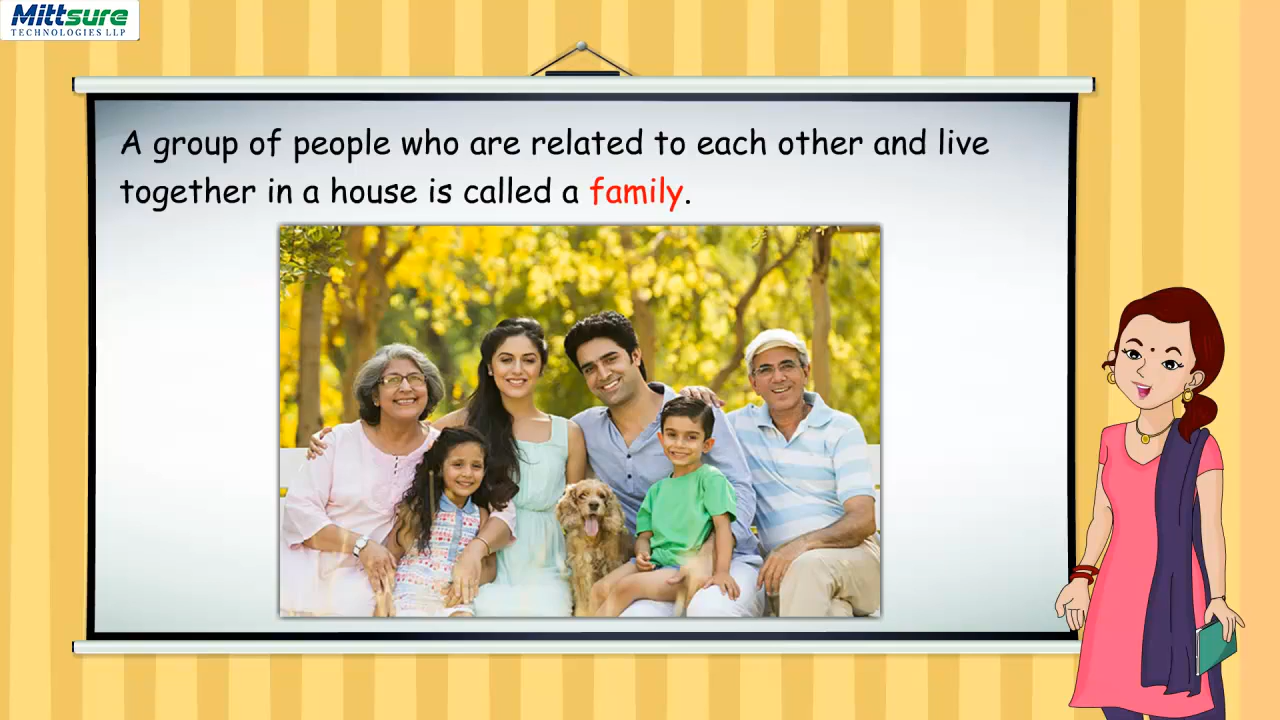 Mittsure
TECHNOLOGIES LLP
A group of people who are related to each other and live
together in a house is called a family.